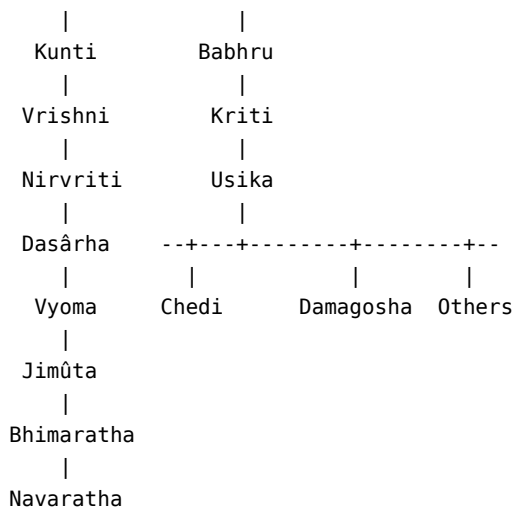 |              |
   Kunti         Babhru
     |              |
  Vrishni         Kriti
     |              |
  Nirvriti        Usika
     |              |
  Dasârha    --+---+--------+--------+--
     |         |            |        |
   Vyoma     Chedi      Damagosha  Others
     |
  Jimûta
     |
 Bhimaratha
     |
 Navaratha